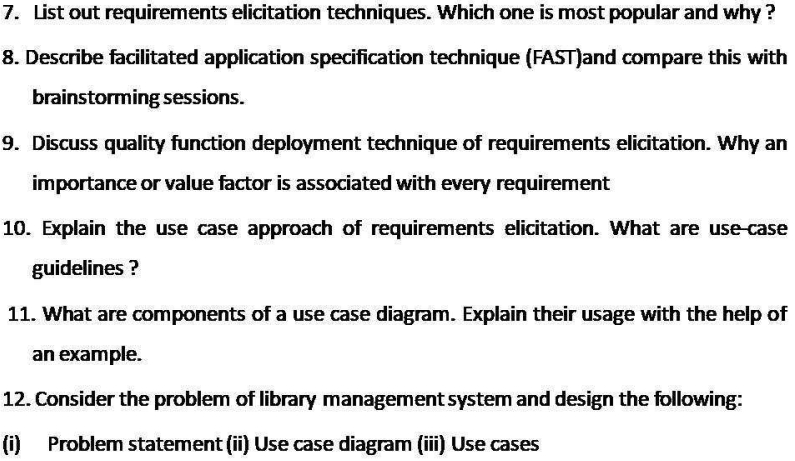 7. List out requirements elicitation techniques. Which one is most popular and why ?
8. Describe facilitated application specification technique (FAST)and compare this with
brainstorming sessions.
9. Discuss quality function deployment technique of requirements elicitation. Why an
importance or value factor is associated with every requirement
10. Explain the use case approach of requirements elicitation. What are use-case
guidelines ?
11. What are components of a use case diagram. Explain their usage with the help of
an example.
12. Consider the problem of library management system and design the following:
(i) Problem statement (ii) Use case diagram (iii) Use cases